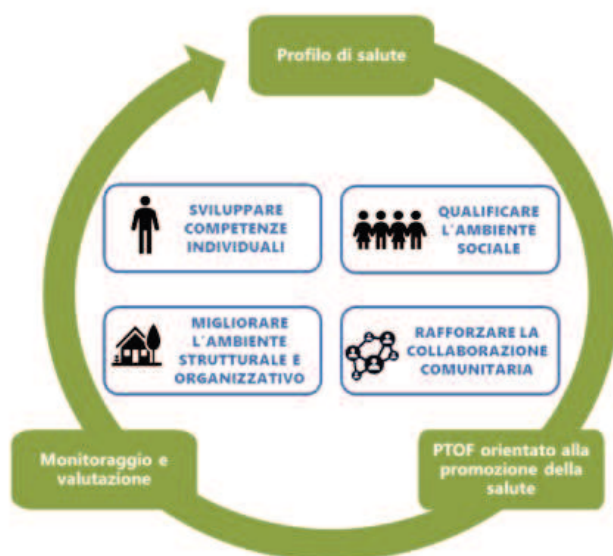 Profilo di salute
SVILUPPARE
COMPETENZE
INDIVIDUALI
QUALIFICARE
L'AMBIENTE
SOCIALE
MIGLIORARE
L'AMBIENTE
STRUTTURALE E
ORGANIZZATIVO
RAFFORZARE LA
COLLABORAZIONE
COMUNITARIA
Monitoraggio e
valutazione
PTOF orientato alla
promozione della
salute